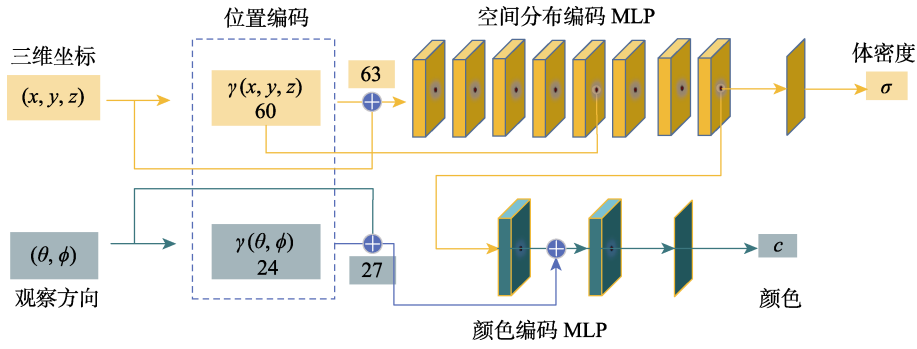 位置编码
空间分布编码 MLP
三维坐标
体密度
(x, y, z)
γ(x, y, z)
60
63
σ
(θ, ϕ)
γ(θ, ϕ)
24
27
c
观察方向
颜色编码 MLP
颜色